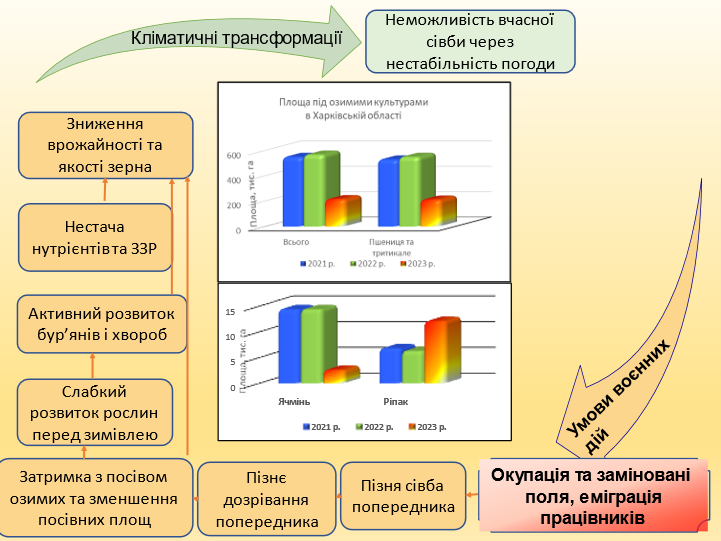 Кліматичні трансформації
Неможливість вчасної
сівби через
нестабільність погоди
Зниження
врожайності та
якості зерна
Нестача
нутрієнтів та ЗЗР
Активний розвиток
бур’янів і хвороб
Слабкий
розвиток рослин
перед зимівлею
Затримка з посівом
озимих та зменшення
посівних площ
Площа під озимими культурами
в Харківській області
Площа, тис. га
600
400
200
0
Всього
Пшениця та
тритикале
2021 р. 2022 р. 2023 р.
Площа, тис. га
15
10
5
0
Ячмінь Ріпак
2021 р. 2022 р. 2023 р.
Умови воєнних
дій
Пізнє
дозрівання
попередника
Пізня сівба
попередника
Окупація та заміновані
поля, еміграція
працівників